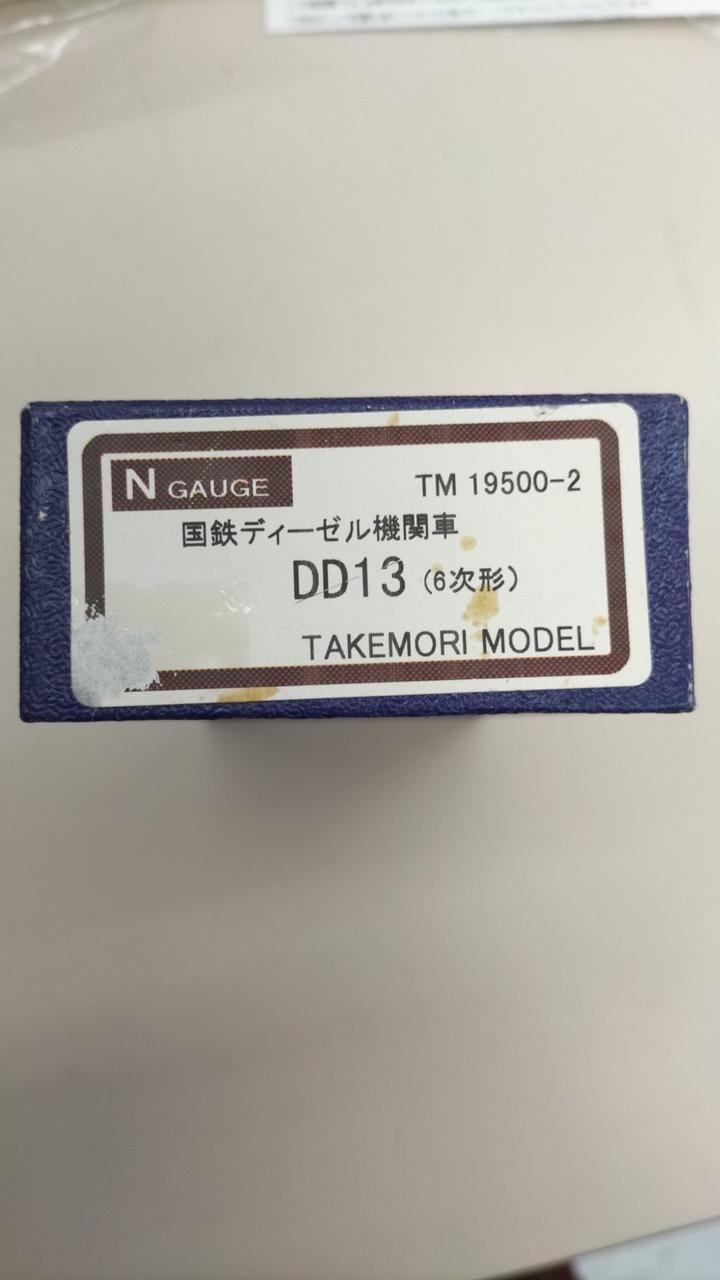 N GAUGE
TM 19500-2
国鉄ディーゼル機関車
DD13 (6次形)
TAKEMORI MODEL